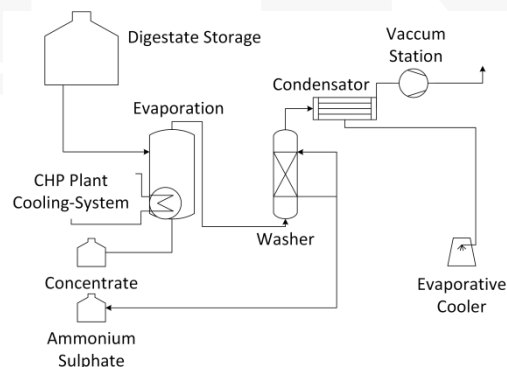 Digestate Storage
Vaccum
Station
Condensator
Evaporation
CHP Plant
Cooling-System
Washer
Concentrate
Evaporative
Cooler
Ammonium
Sulphate